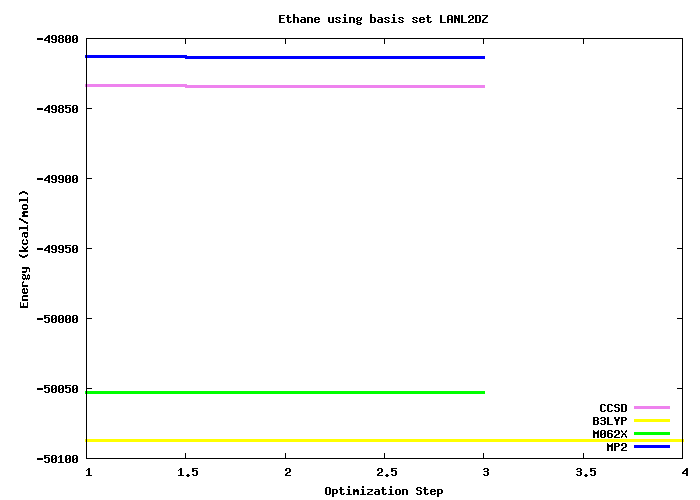 Ethane using basis set LANL2DZ
-49800
-49850
-49900
-49950
-50000
-50050
-50100
Energy (kcal/mol)
CCSD
B3LYP
M062X
MP2
1 1.5 2 2.5 3 3.5 4
Optimization Step